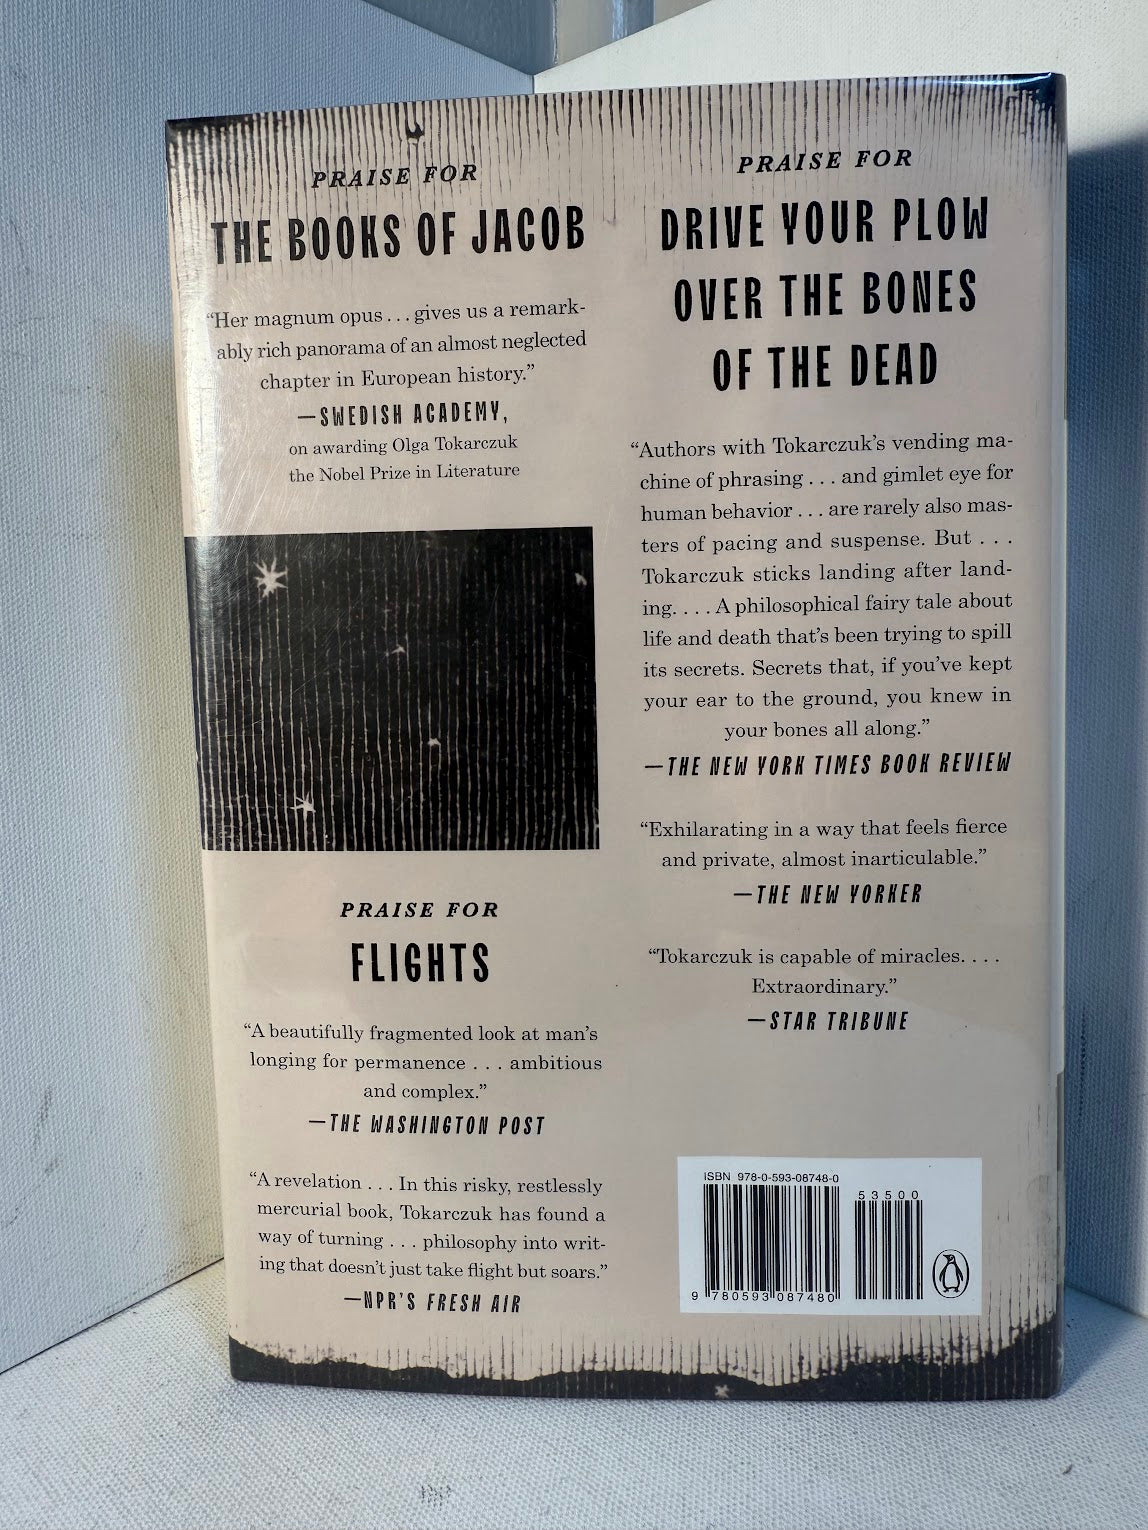 PRAISE FOR
THE BOOKS OF JACOB
“Her magnum opus . . . gives us a remark-
ably rich panorama of an almost neglected
chapter in European history.”
—SWEDISH ACADEMY,
on awarding Olga Tokarczuk
the Nobel Prize in Literature
PRAISE FOR
FLIGHTS
“A beautifully fragmented look at man’s
longing for permanence . . . ambitious
and complex.”
—THE WASHINGTON POST
“A revelation . . . In this risky, restlessly
mercurial book, Tokarczuk has found a
way of turning . . . philosophy into writ-
ing that doesn’t just take flight but soars.”
—NPR’S FRESH AIR
PRAISE FOR
DRIVE YOUR PLOW
OVER THE BONES
OF THE DEAD
“Authors with Tokarczuk’s vending ma-
chine of phrasing . . . and gimlet eye for
human behavior . . . are rarely also mas-
ters of pacing and suspense. But . . .
Tokarczuk sticks landing after land-
ing. . . . A philosophical fairy tale about
life and death that’s been trying to spill
its secrets. Secrets that, if you’ve kept
your ear to the ground, you knew in
your bones all along.”
—THE NEW YORK TIMES BOOK REVIEW
“Exhilarating in a way that feels fierce
and private, almost inarticulable.”
—THE NEW YORKER
“Tokarczuk is capable of miracles. . . .
Extraordinary.”
—STAR TRIBUNE
ISBN 978-0-593-08748-0
53500
9 780593 087480